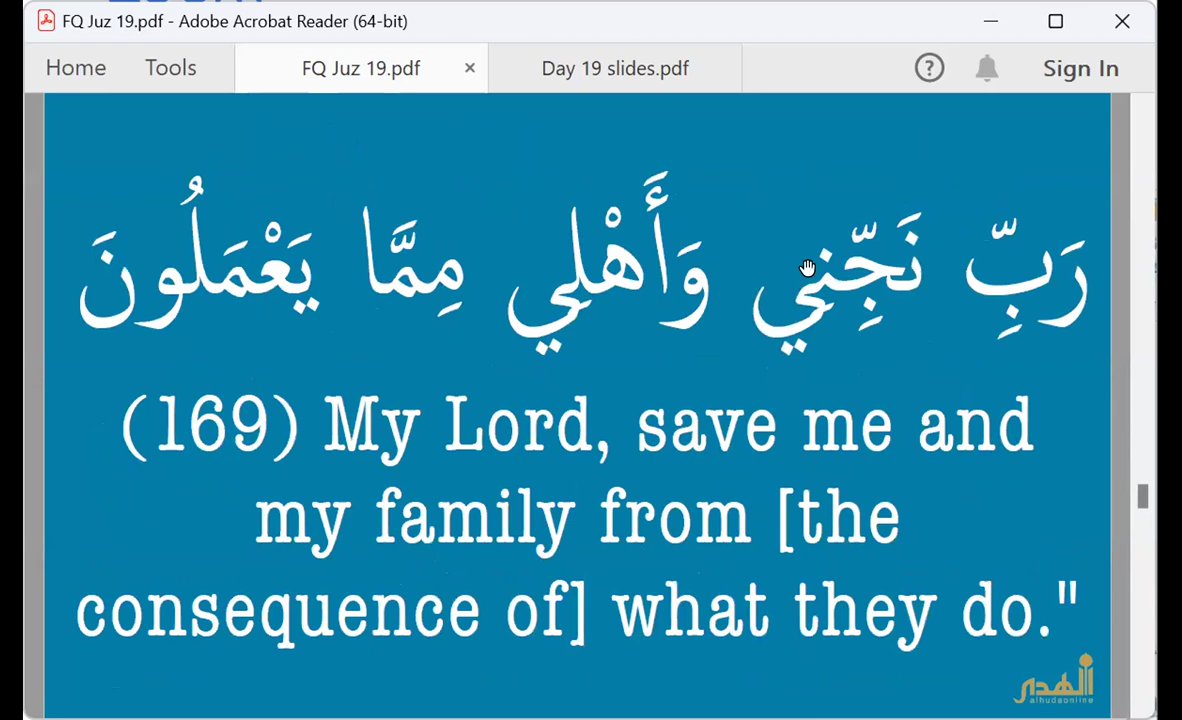 FQ Juz 19.pdf - Adobe Acrobat Reader (64-bit)
Home Tools FQ Juz 19.pdf Day 19 slides.pdf Sign In
رَبِّ نَجِّنِي وَأَهْلِي مِمَّا يَعْمَلُونَ
(169) My Lord, save me and
my family from [the
consequence of] what they do."
الهدى
alhudaonline